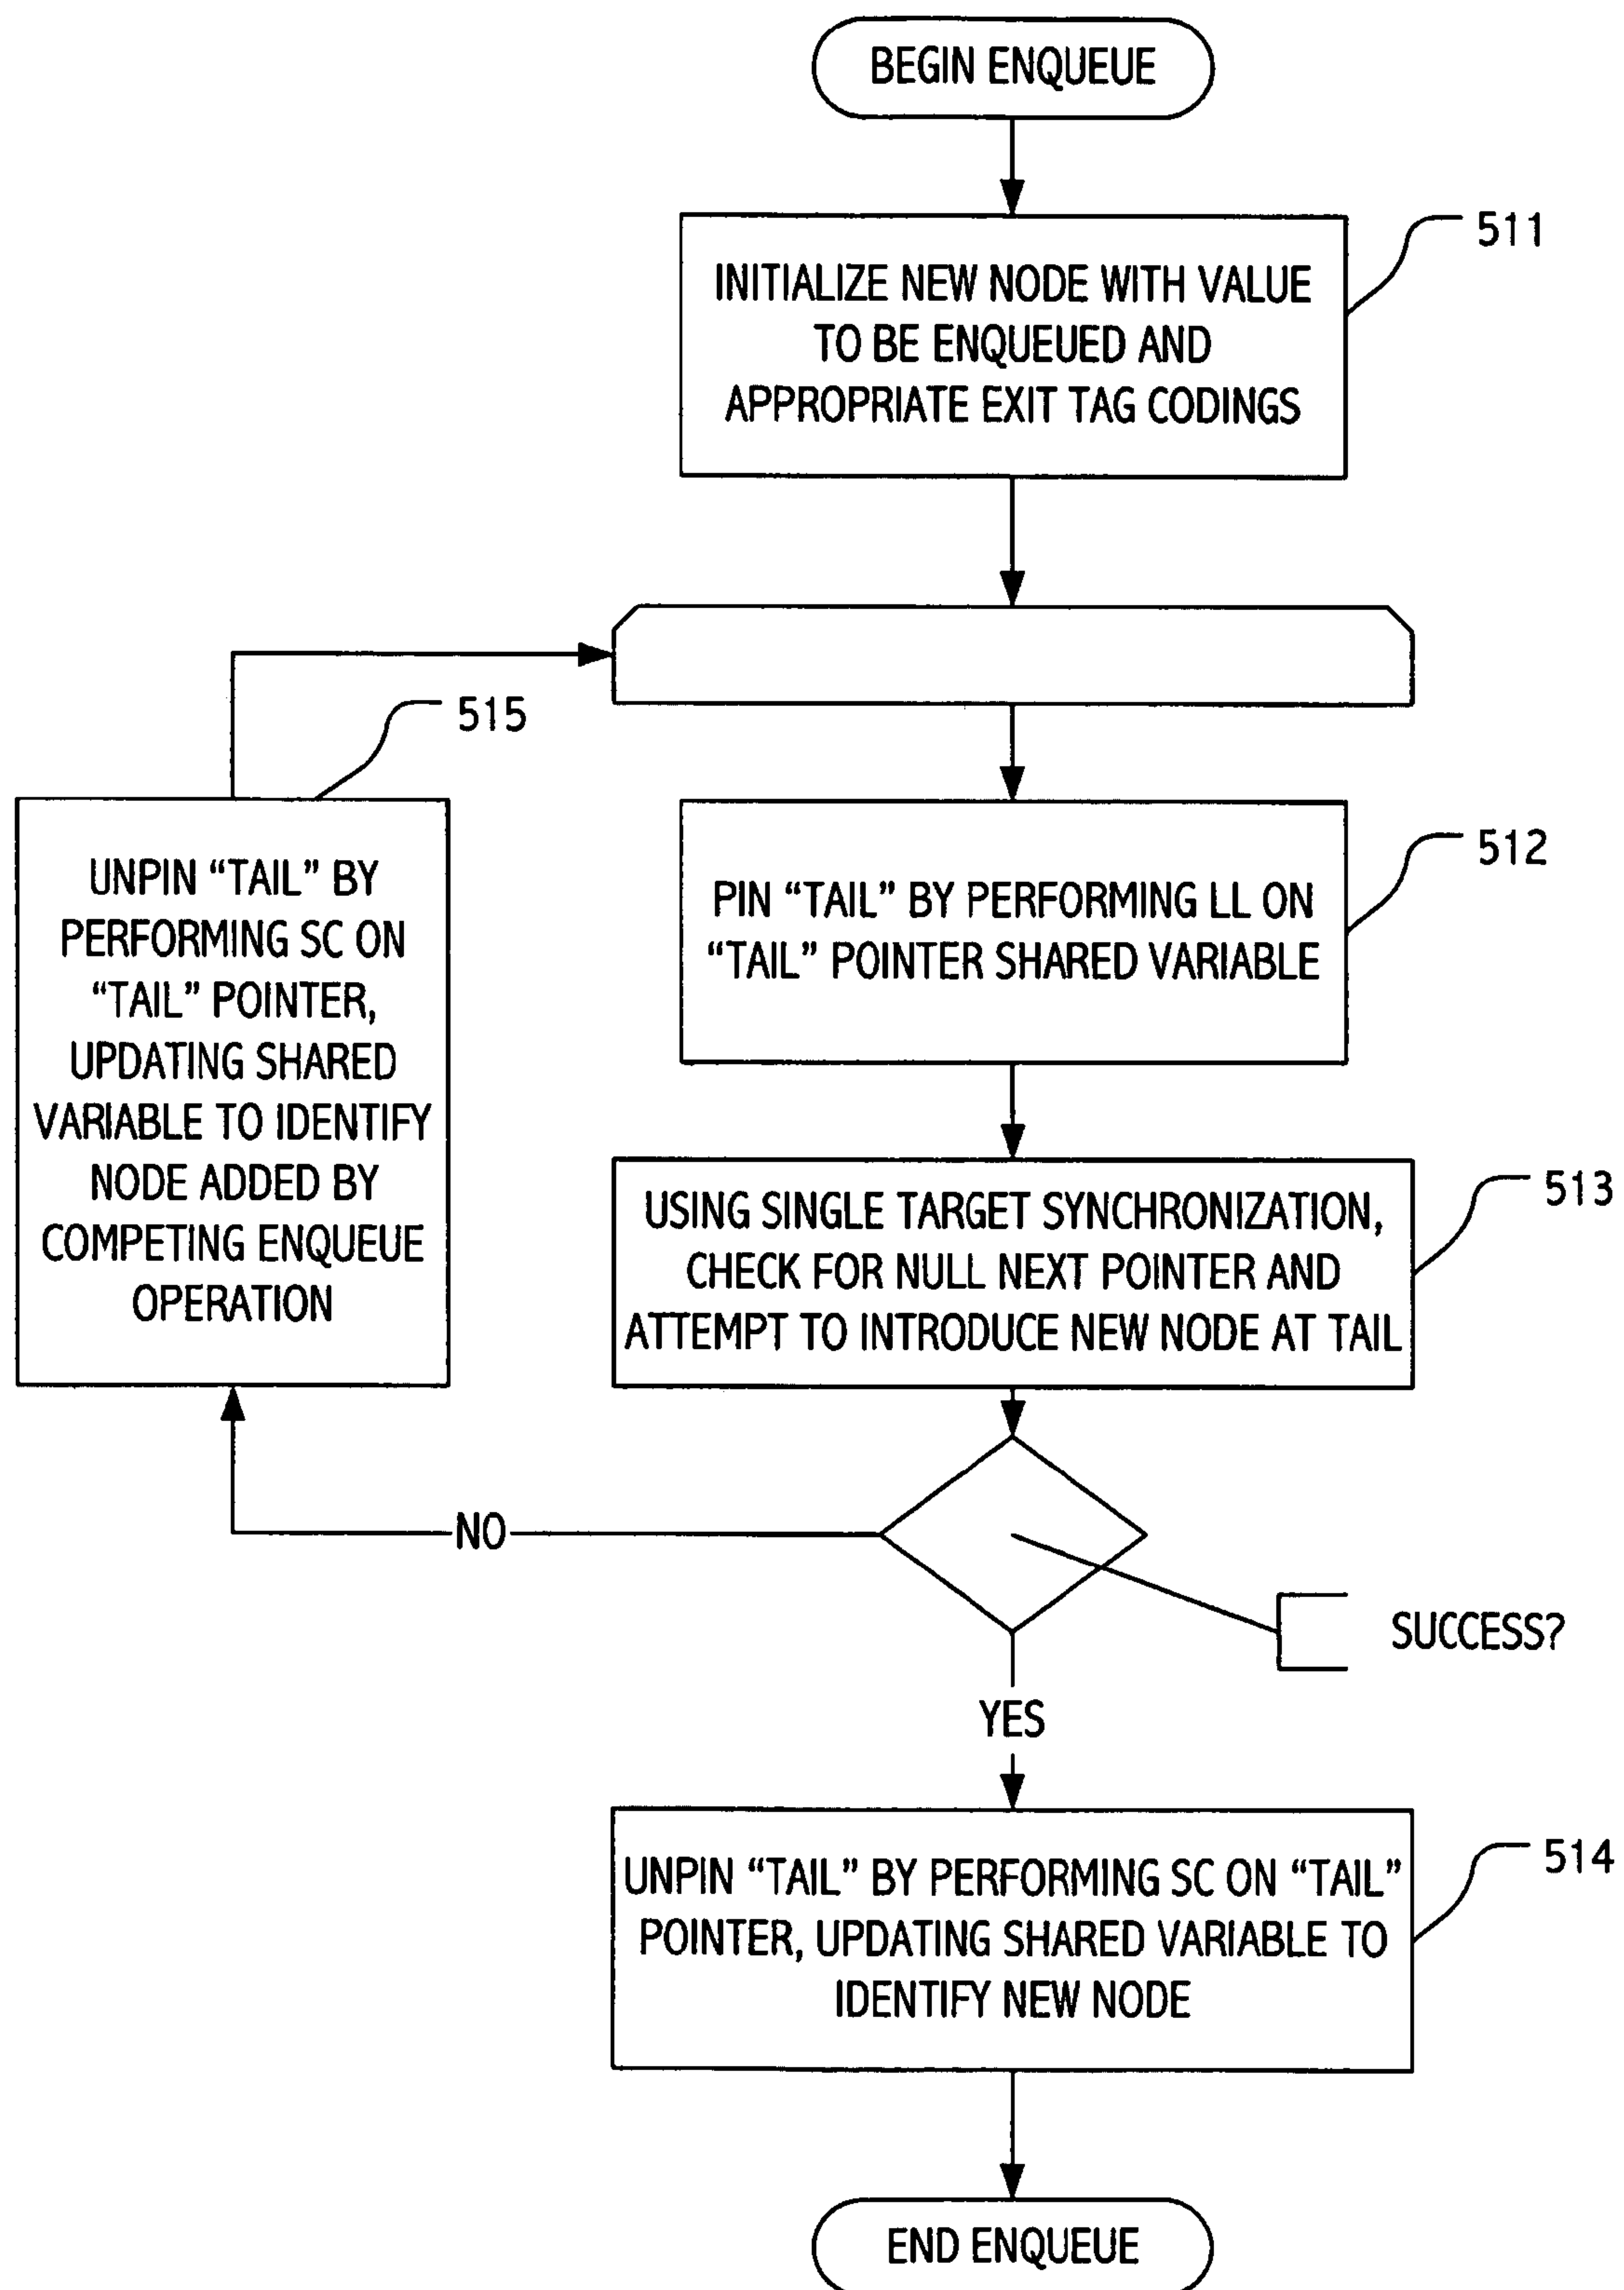 BEGIN ENQUEUE
511
INITIALIZE NEW NODE WITH VALUE
TO BE ENQUEUED AND
APPROPRIATE EXIT TAG CODINGS
515
UNPIN “TAIL” BY
PERFORMING SC ON
“TAIL” POINTER,
UPDATING SHARED
VARIABLE TO IDENTIFY
NODE ADDED BY
COMPETING ENQUEUE
OPERATION
512
PIN “TAIL” BY PERFORMING LL ON
“TAIL” POINTER SHARED VARIABLE
513
USING SINGLE TARGET SYNCHRONIZATION,
CHECK FOR NULL NEXT POINTER AND
ATTEMPT TO INTRODUCE NEW NODE AT TAIL
NO
SUCCESS?
YES
514
UNPIN “TAIL” BY PERFORMING SC ON “TAIL”
POINTER, UPDATING SHARED VARIABLE TO
IDENTIFY NEW NODE
END ENQUEUE